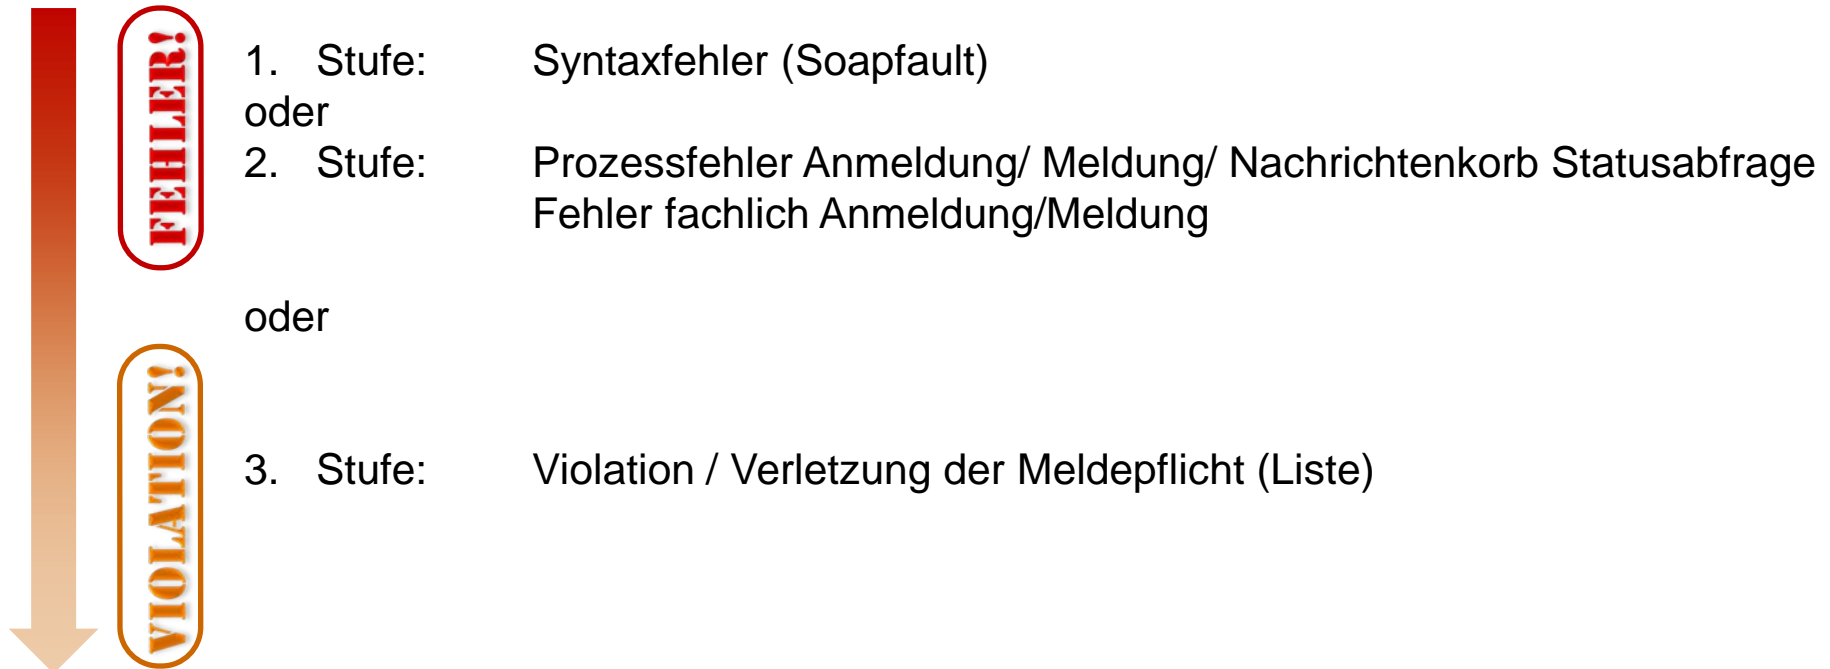 FEHLER!
1. Stufe: Syntaxfehler (Soapfault)
oder
2. Stufe: Prozessfehler Anmeldung/ Meldung/ Nachrichtenkorb Statusabfrage
Fehler fachlich Anmeldung/Meldung
oder
VIOLATION!
3. Stufe: Violation / Verletzung der Meldepflicht (Liste)